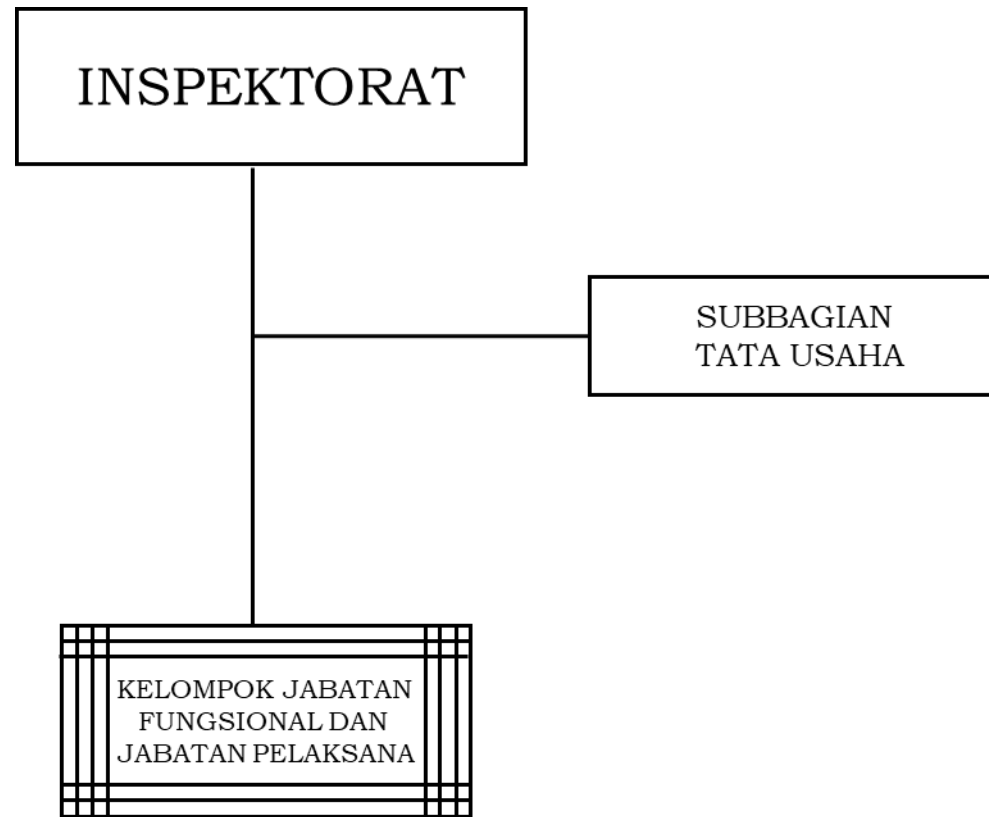 INSPEKTORAT
SUBBAGIAN
TATA USAHA
KELOMPOK JABATAN
FUNGSIONAL DAN
JABATAN PELAKSANA